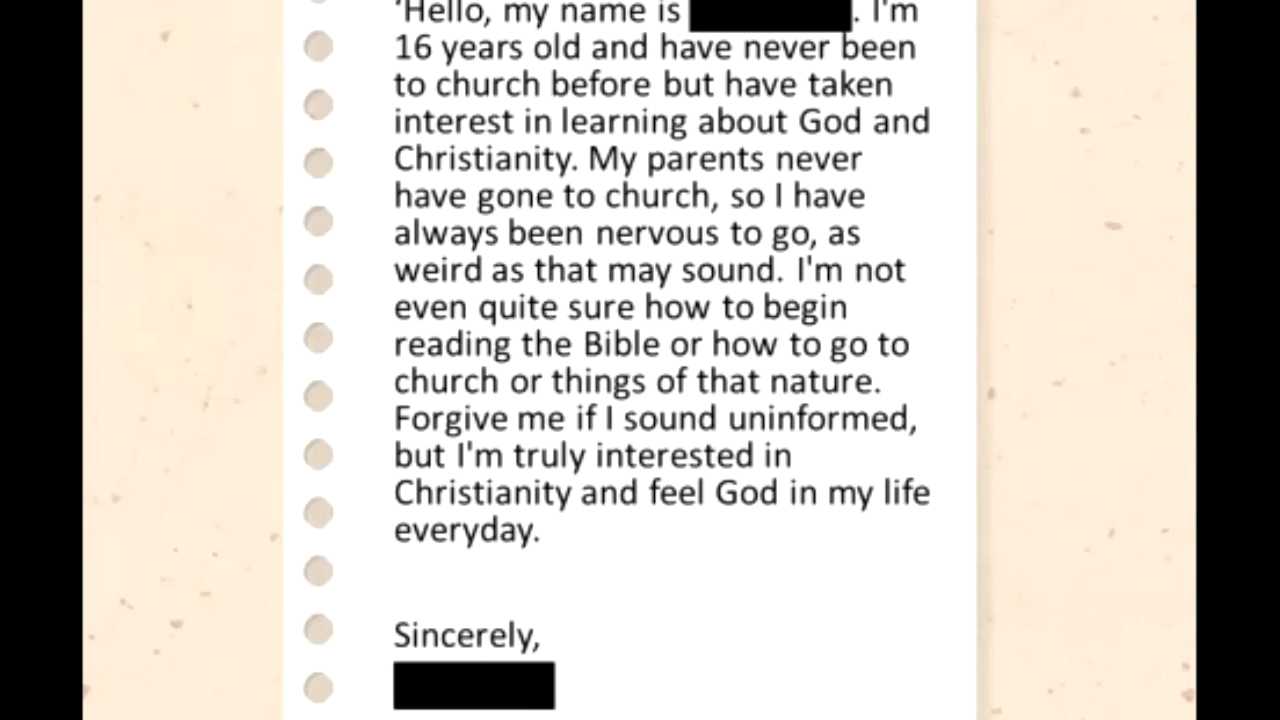 'Hello, my name is . I'm
16 years old and have never been
to church before but have taken
interest in learning about God and
Christianity. My parents never
have gone to church, so I have
always been nervous to go, as
weird as that may sound. I'm not
even quite sure how to begin
reading the Bible or how to go to
church or things of that nature.
Forgive me if I sound uninformed,
but I'm truly interested in
Christianity and feel God in my life
everyday.
Sincerely,